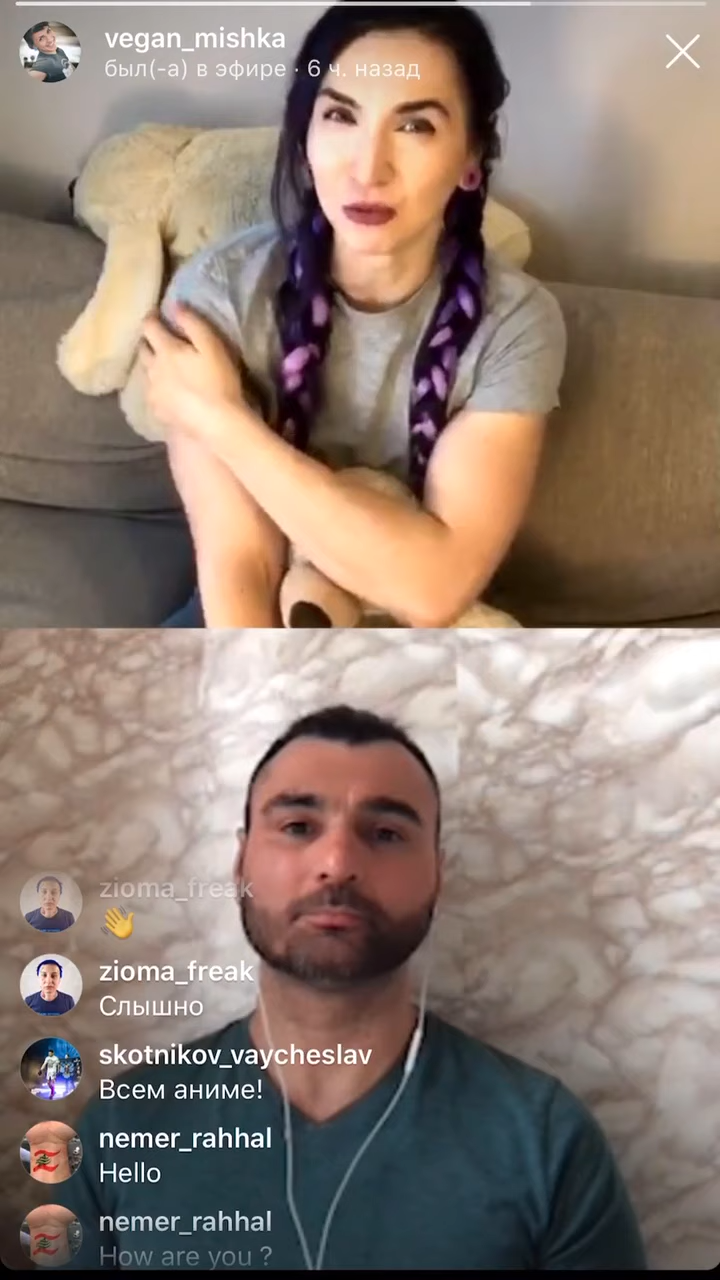 vegan_mishka
был(-а) в эфире · 6 ч. назад
zioma_freak
👋
zioma_freak
Слышно
skotnikov_vaycheslav
Всем аниме!
nemer_rahhal
Hello
nemer_rahhal
How are you ?